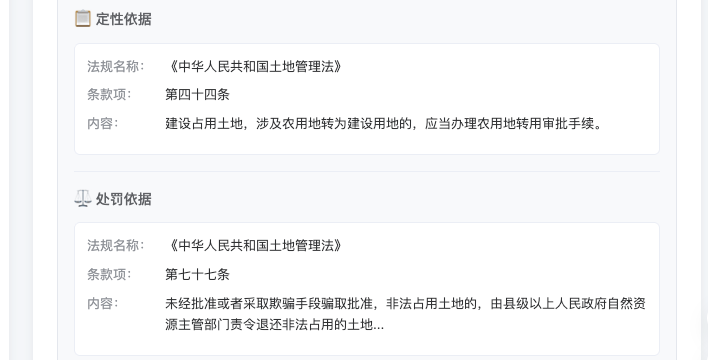 定性依据
法规名称： 《中华人民共和国土地管理法》
条款项： 第四十四条
内容： 建设占用土地，涉及农用地转为建设用地的，应当办理农用地转用审批手续。
处罚依据
法规名称： 《中华人民共和国土地管理法》
条款项： 第七十七条
内容： 未经批准或者采取欺骗手段骗取批准，非法占用土地的，由县级以上人民政府自然资
源主管部门责令退还非法占用的土地...